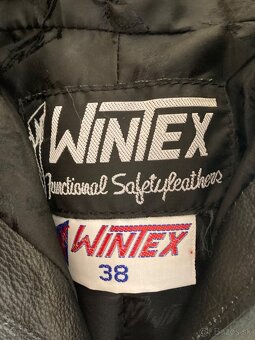 WINTEX
Functional Safetyleathers
WINTEX
38